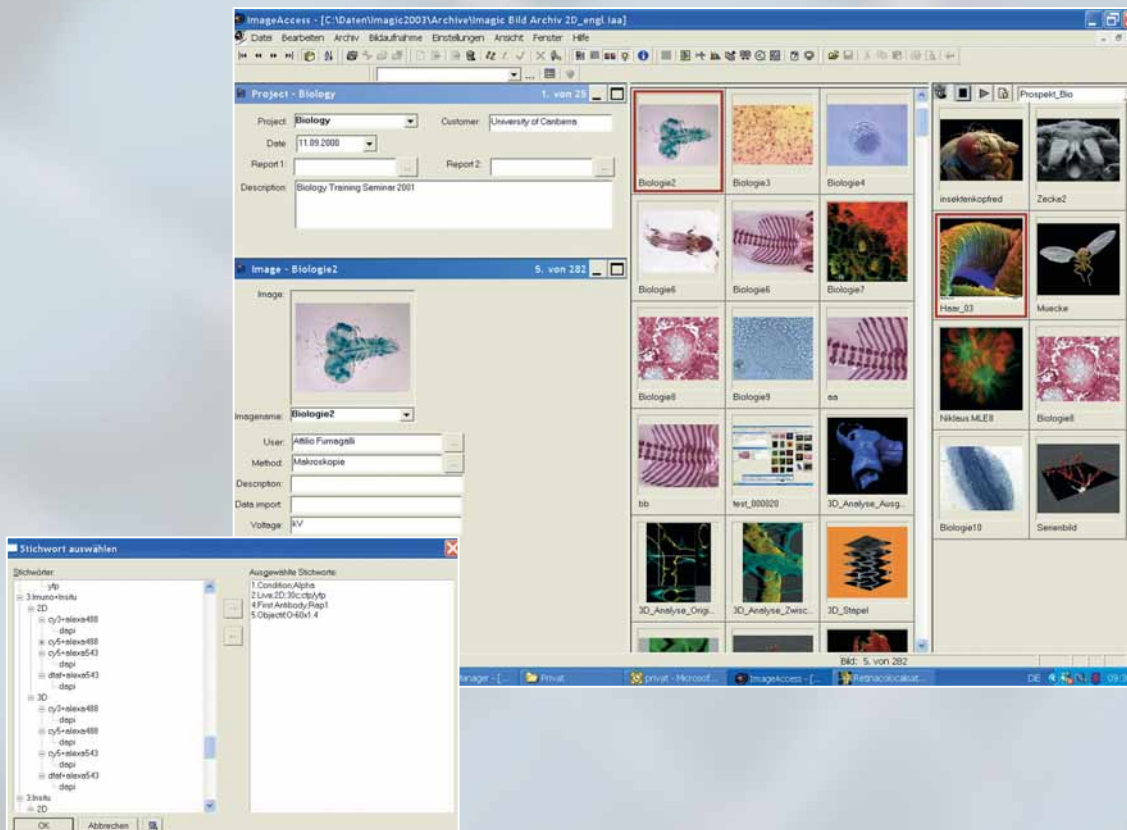 ImageAccess - [C:\Daten\Imagic2003\Archive\Imagic Bild Archiv 2D_engl.iaa]
Datei Bearbeiten Archiv Bildaufnahme Einstellungen Ansicht Fenster Hilfe
Project - Biology 1. von 25
Project: Biology Customer: University of Canberra
Date 11.09.2000
Report 1: ... Report 2: ...
Description: Biology Training Seminar 2001
Image - Biologie2 5. von 282
Image:
Imagename: Biologie2
User: Attilio Fumagalli ...
Method: Makroskopie ...
Description:
Data import:
Voltage: kV
Biologie2 Biologie3 Biologie4
Biologie6 Biologie6 Biologie7
Biologie8 Biologie9 aa
bb test_000020 3D_Analyse_Ausg...
3D_Analyse_Origi... 3D_Analyse_Zwisc... 3D_Stapel
Prospekt_Bio
insektenkopfred Zecke2
Haar_03 Muecke
Niklaus MLE8 Biologie8
Biologie10 Serienbild
Bild: 5. von 282
Manager - [... Privat privat - Microsof... ImageAccess - [... Retinacolocalisat... DE
Stichwort auswählen
Stichwörter:
yfp
3.Imuno+Insitu
2D
cy3+alexa488
dapi
cy5+alexa488
cy5+alexa543
dapi
dtaf+alexa543
dapi
3D
cy3+alexa488
dapi
cy5+alexa488
dapi
cy5+alexa543
dapi
dtaf+alexa543
dapi
3.Insitu
2D
Ausgewählte Stichworte:
1.Condition;Alpha
2.Live;2D;30c;cfp/yfp
4.First Antibody;Rap1
5.Objectif;O-60x1.4
OK Abbrechen